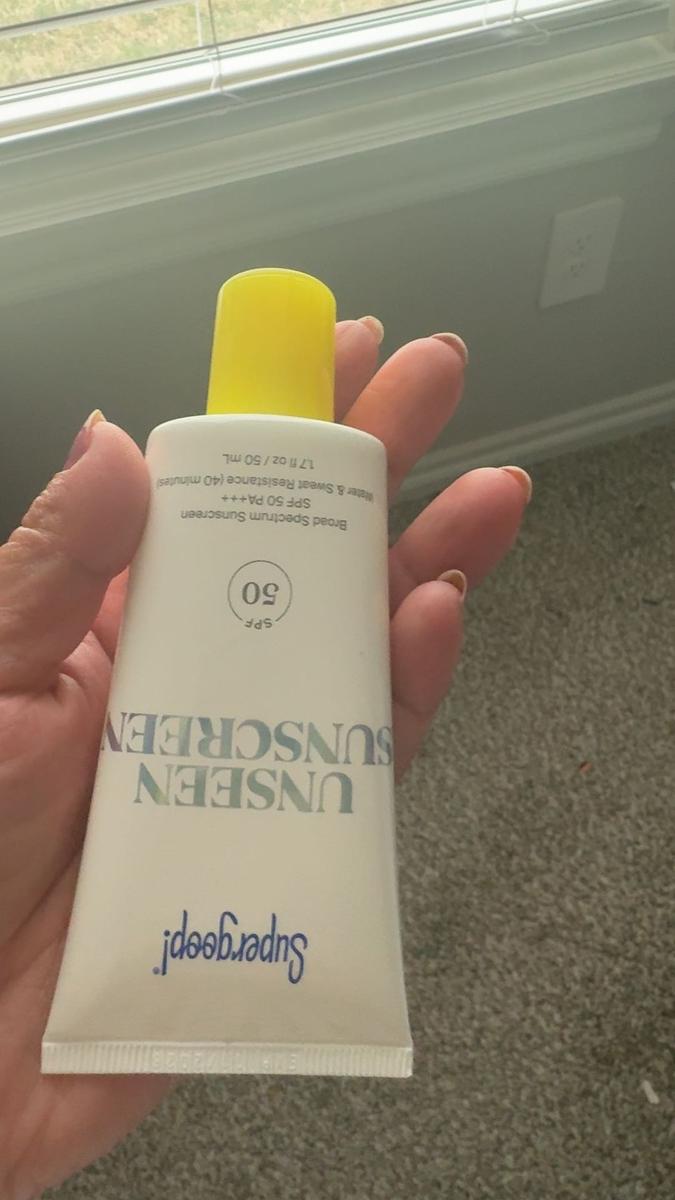 Supergoop!
UNSEEN
SUNSCREEN
SPF
50
Broad Spectrum Sunscreen
SPF 50 PA+++
Water & Sweat Resistance (40 minutes)
1.7 fl oz / 50 mL